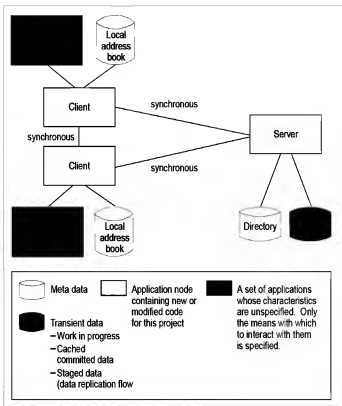 Local
address
book
Client
synchronous
synchronous
Server
Client
synchronous
Local
address
book
Directory
Meta data
Application node
containing new or
modified code
for this project
A set of applications
whose characteristics
are unspecified. Only
the means with which
to interact with them
is specified.
Transient data
– Work in progress
– Cached
committed data
– Staged data
(data replication flow